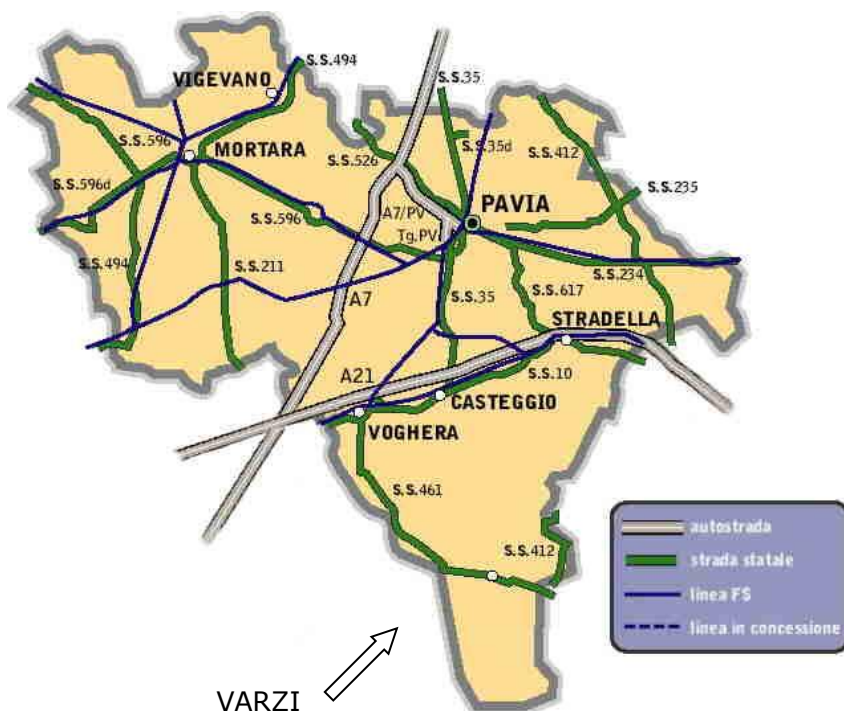 S.S.494
VIGEVANO
S.S.35
S.S.596
MORTARA
S.S.526
S.S.35d
S.S.412
S.S.596d
S.S.235
A7/PV
PAVIA
S.S.596
Tg.PV
S.S.494
S.S.211
S.S.234
S.S.617
A7
S.S.35
STRADELLA
A21
S.S.10
CASTEGGIO
VOGHERA
S.S.461
S.S.412
autostrada
strada statale
linea FS
linea in concessione
VARZI